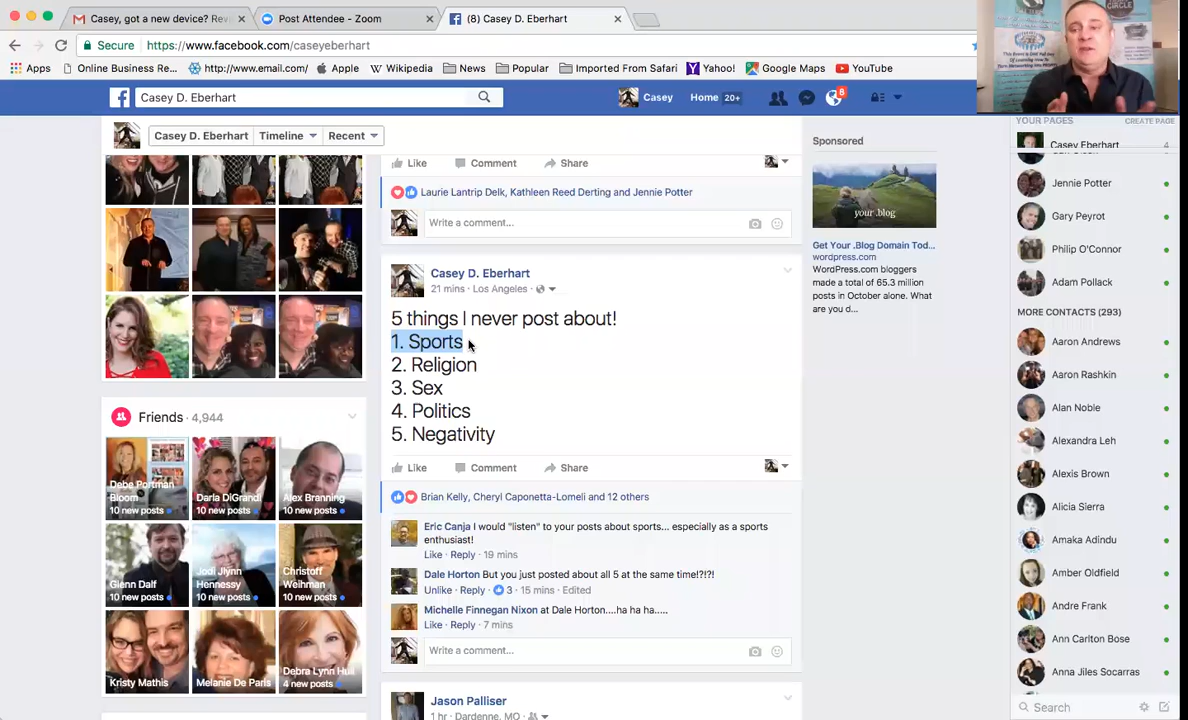 Casey, got a new device? Rev
Post Attendee - Zoom
(8) Casey D. Eberhart
Secure
https://www.facebook.com/caseyeberhart
Apps
Online Business Re...
http://www.email.com/
Apple
Wikipedia
News
Popular
Imported From Safari
Yahoo!
Google Maps
YouTube
Casey D. Eberhart
Casey
Home 20+
8
Casey D. Eberhart
Timeline
Recent
Like
Comment
Share
Laurie Lantrip Delk, Kathleen Reed Derting and Jennie Potter
Write a comment...
Casey D. Eberhart
21 mins · Los Angeles ·
5 things I never post about!
1. Sports
2. Religion
3. Sex
4. Politics
5. Negativity
Like
Comment
Share
Brian Kelly, Cheryl Caponetta-Lomeli and 12 others
Eric Canja I would "listen" to your posts about sports... especially as a sports
enthusiast!
Like · Reply · 19 mins
Dale Horton But you just posted about all 5 at the same time!?!?!
Unlike · Reply · 3 · 15 mins · Edited
Michelle Finnegan Nixon at Dale Horton....ha ha ha.....
Like · Reply · 7 mins
Write a comment...
Jason Palliser
1 hr · Dardenne, MO ·
Friends · 4,944
Debe Portman
Bloom
10 new posts
Darla DiGrandi
10 new posts
Alex Branning
10 new posts
Glenn Dalf
10 new posts
Jodi Jlynn
Hennessy
10 new posts
Christoff
Weihman
10 new posts
Kristy Mathis
Melanie De Paris
Debra Lynn
4 new posts
Sponsored
your .blog
Get Your .Blog Domain Tod...
wordpress.com
WordPress.com bloggers
made a total of 65.3 million
posts in October alone. What
are you d...
YOUR PAGES
CREATE PAGE
Casey Eberhart
4
Jennie Potter
Gary Peyrot
Philip O'Connor
Adam Pollack
MORE CONTACTS (293)
Aaron Andrews
Aaron Rashkin
Alan Noble
Alexandra Leh
Alexis Brown
Alicia Sierra
Amaka Adindu
Amber Oldfield
Andre Frank
Ann Carlton Bose
Anna Jiles Socarras
Search